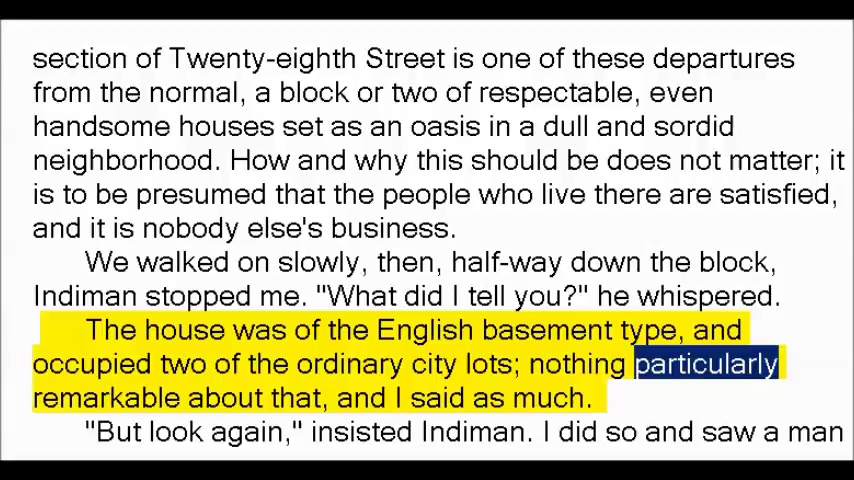 section of Twenty-eighth Street is one of these departures
from the normal, a block or two of respectable, even
handsome houses set as an oasis in a dull and sordid
neighborhood. How and why this should be does not matter; it
is to be presumed that the people who live there are satisfied,
and it is nobody else's business.
We walked on slowly, then, half-way down the block,
Indiman stopped me. "What did I tell you?" he whispered.
The house was of the English basement type, and
occupied two of the ordinary city lots; nothing particularly
remarkable about that, and I said as much.
"But look again," insisted Indiman. I did so and saw a man